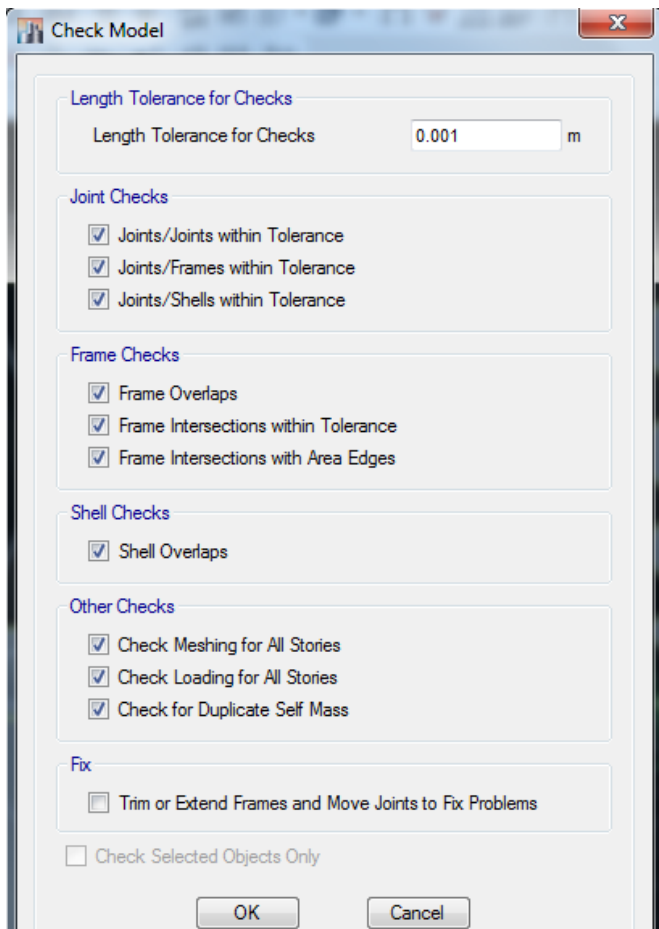 Check Model
Length Tolerance for Checks
Length Tolerance for Checks 0.001 m
Joint Checks
Joints/Joints within Tolerance
Joints/Frames within Tolerance
Joints/Shells within Tolerance
Frame Checks
Frame Overlaps
Frame Intersections within Tolerance
Frame Intersections with Area Edges
Shell Checks
Shell Overlaps
Other Checks
Check Meshing for All Stories
Check Loading for All Stories
Check for Duplicate Self Mass
Fix
Trim or Extend Frames and Move Joints to Fix Problems
Check Selected Objects Only
OK Cancel